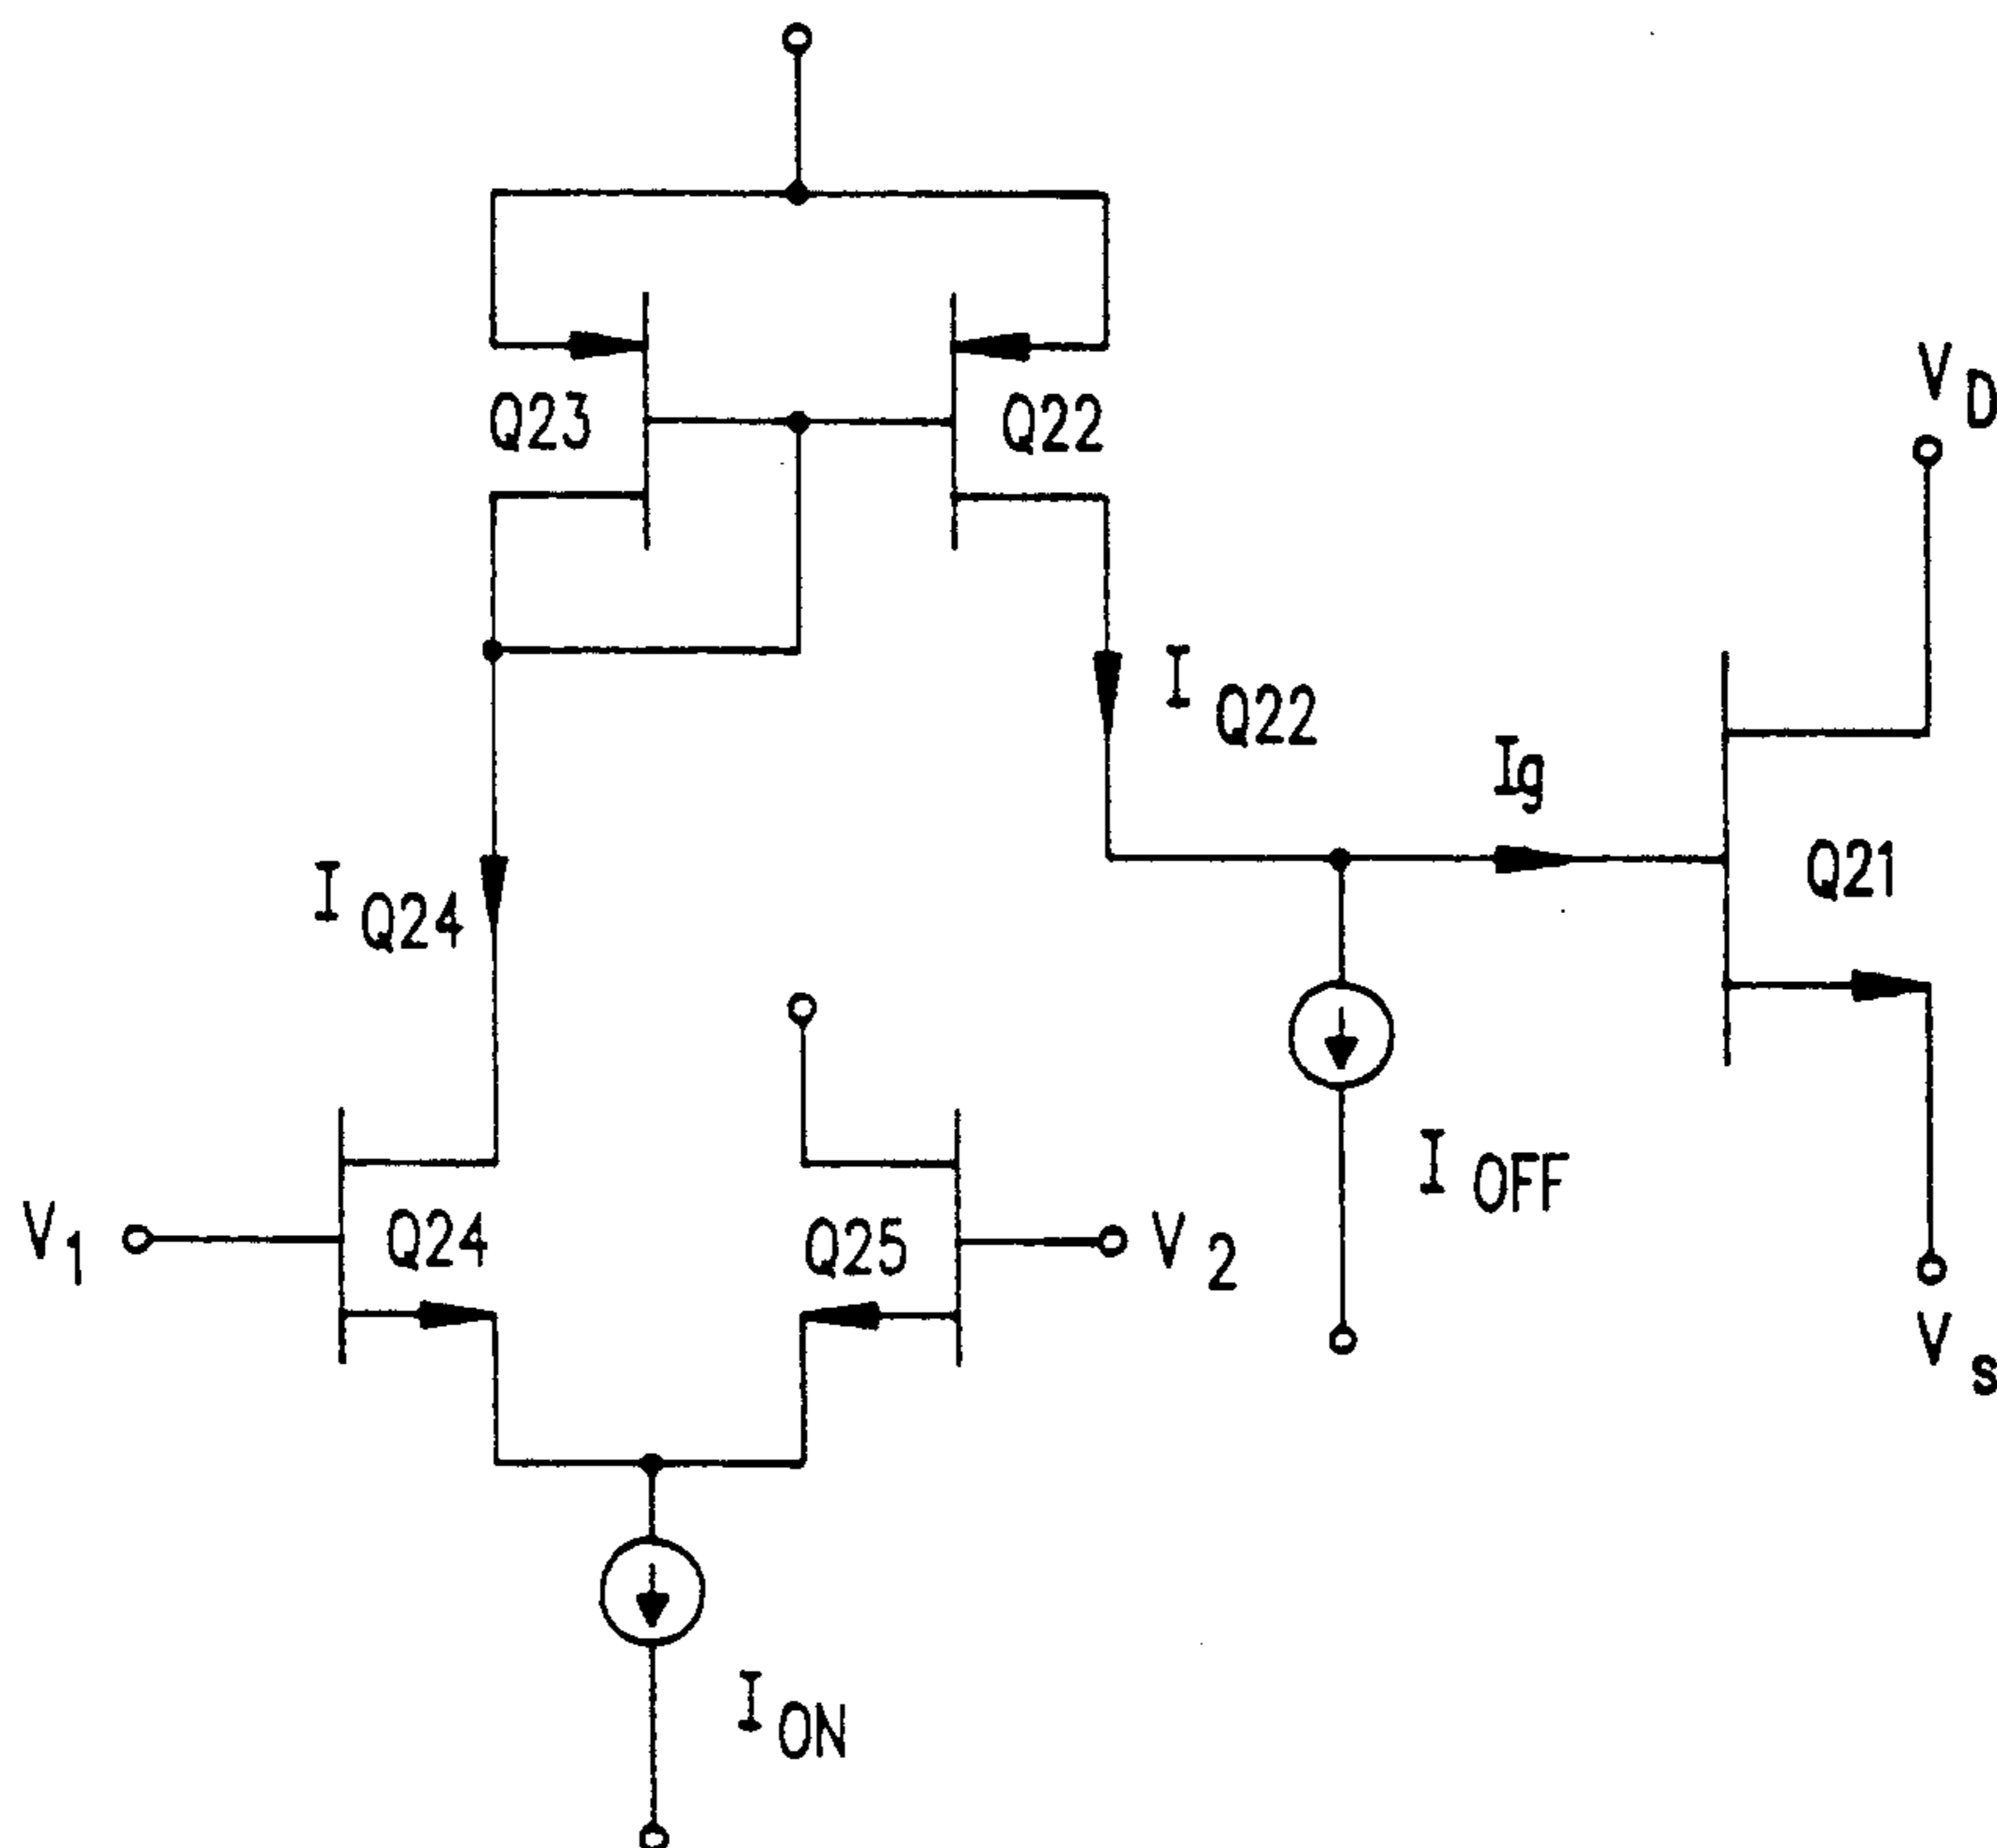 Q23
Q22
V D
I Q22
Ig
I Q24
Q21
I OFF
V 1
Q24
Q25
V 2
V s
I ON